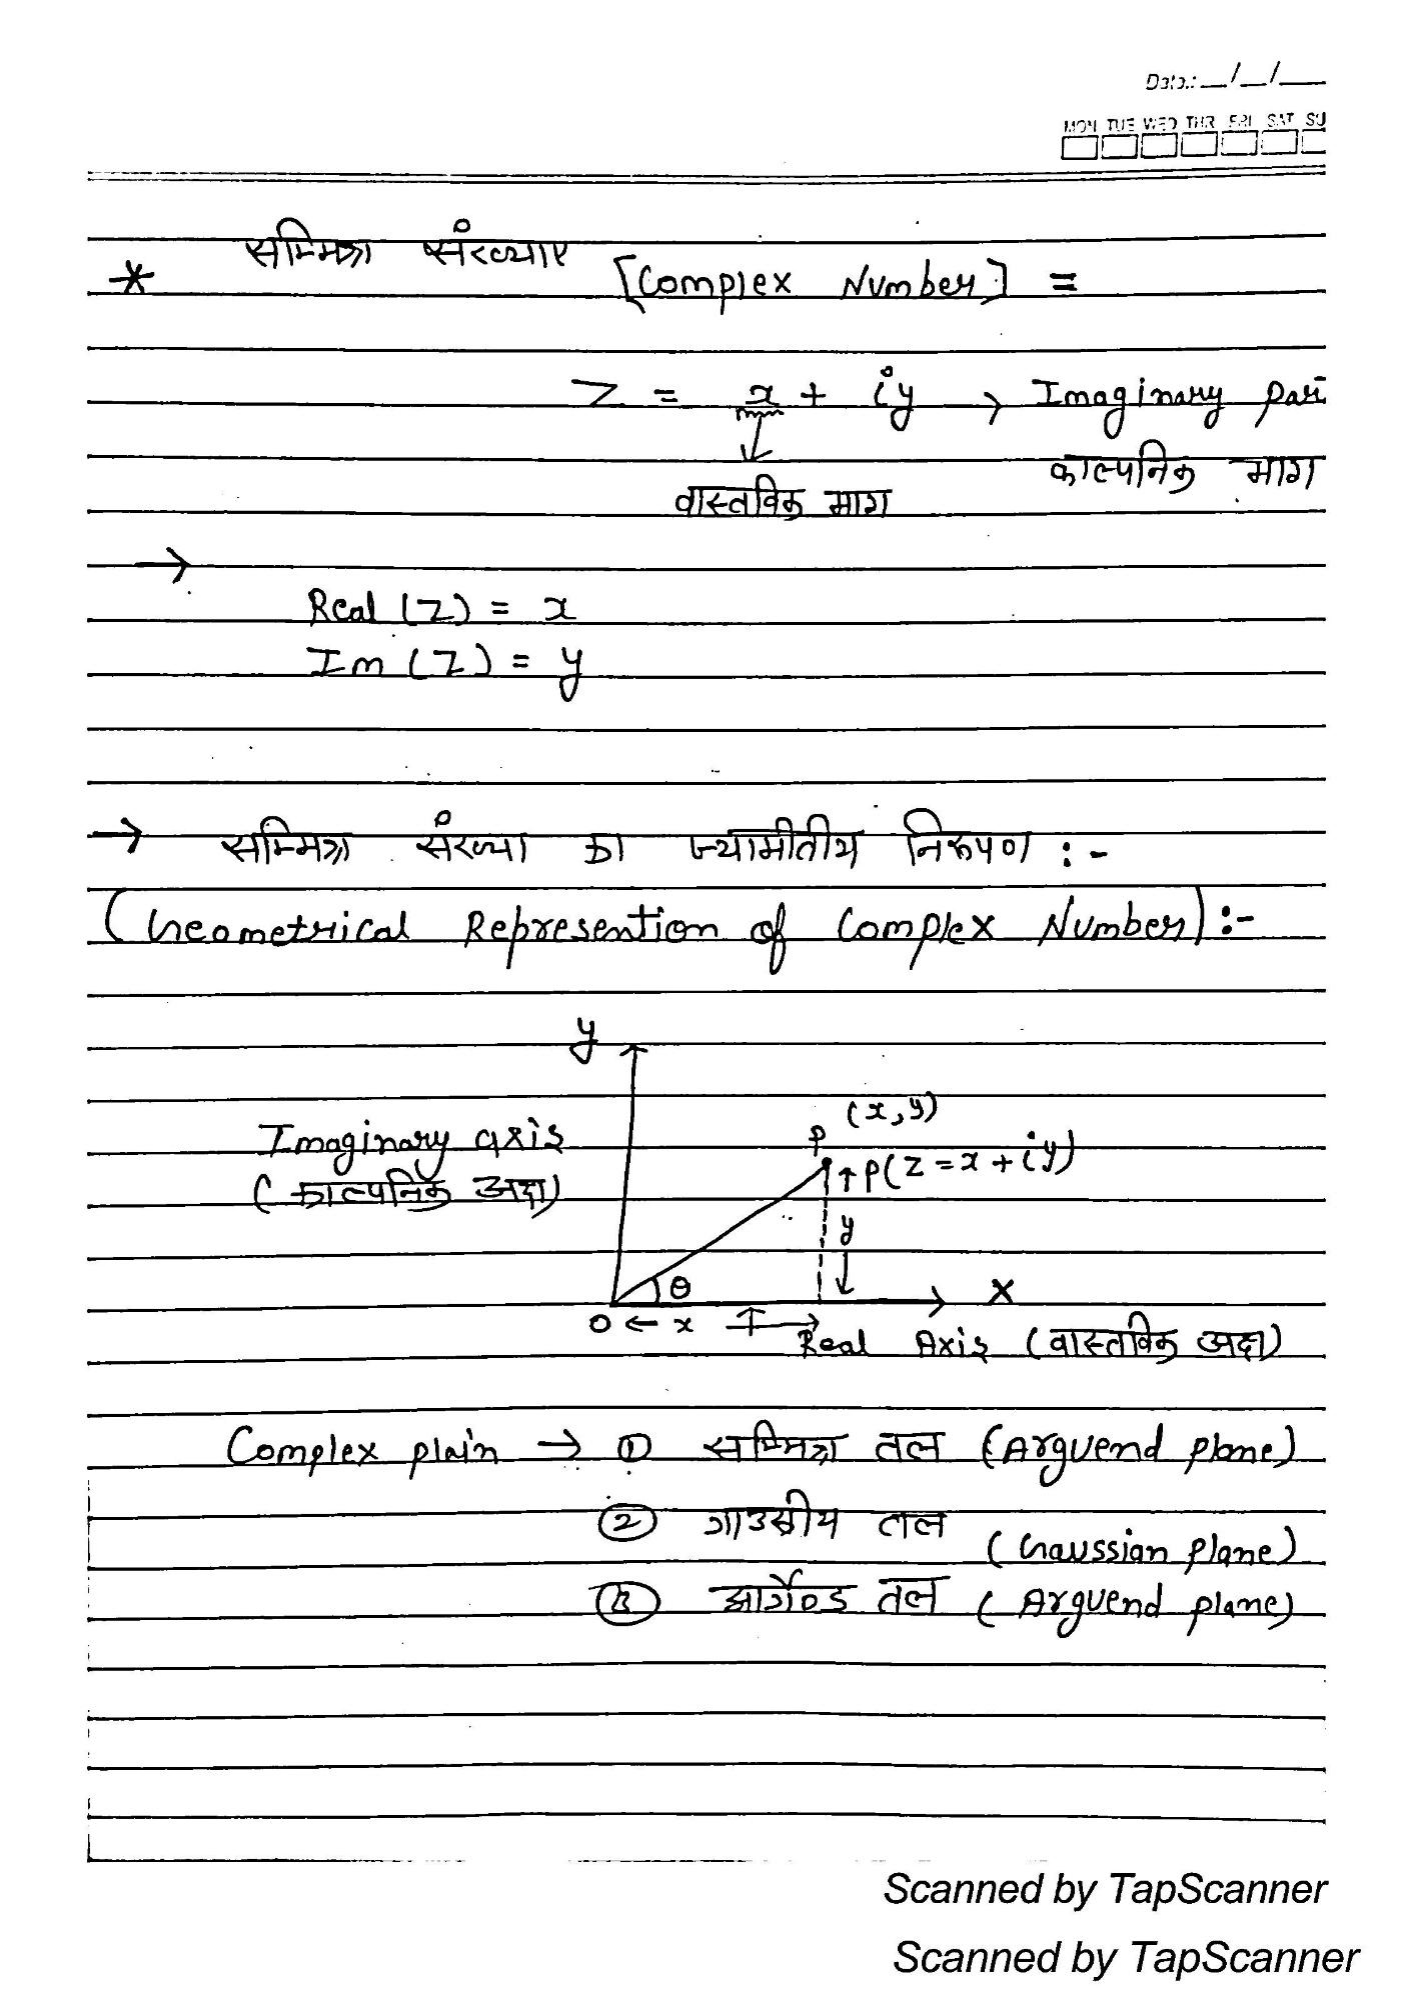 Date.: __/__/___
MON TUE WED THR FRI SAT SU
* सम्मिश्रा संख्याए [Complex Number] =
Z = x + iy → Imaginary par
काल्पनिक भाग
वास्तविक भाग
→
Real (Z) = x
Im (Z) = y
→ सम्मिश्रा संख्या का ज्यामीतीय निरूपण :-
(Geometrical Represention of Complex Number) :-
y
(x, y)
Imaginary axis
P
P(Z = x + iy)
(काल्पनिक अक्ष)
y
θ
X
O ← x →
Real Axis (वास्तविक अक्ष)
Complex plain → ① सम्मिश्रा तल (Arguend plane)
② गाउसीय तल (Gaussian plane)
③ आर्गेण्ड तल (Arguend plane)
Scanned by TapScanner
Scanned by TapScanner